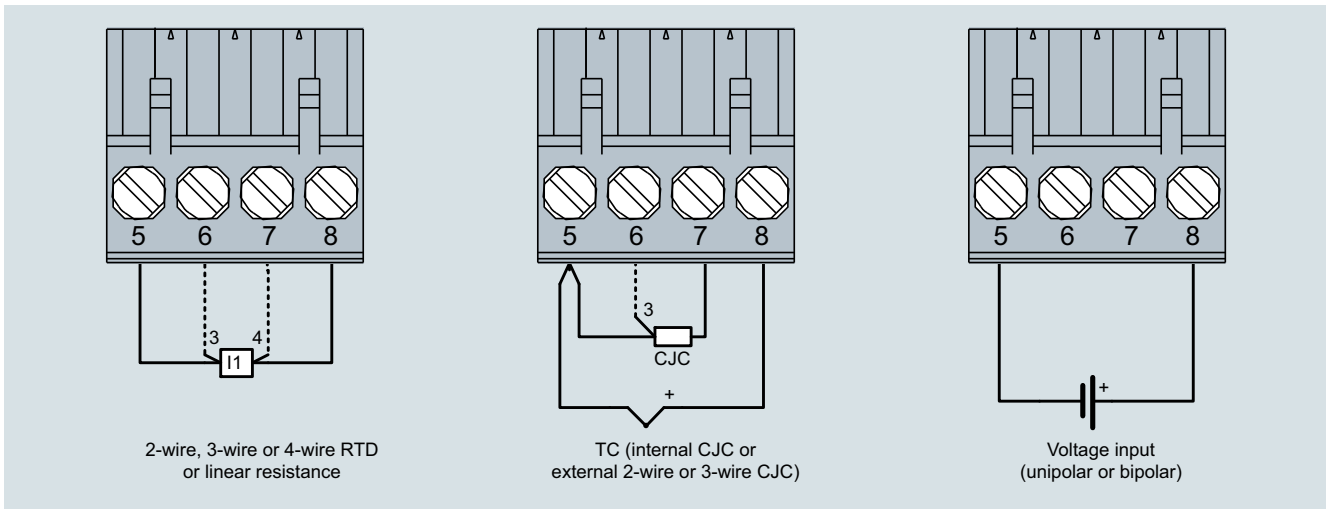 5 6 7 8
3 4
I1
2-wire, 3-wire or 4-wire RTD
or linear resistance
5 6 7 8
3
CJC
+
TC (internal CJC or
external 2-wire or 3-wire CJC)
5 6 7 8
+
Voltage input
(unipolar or bipolar)